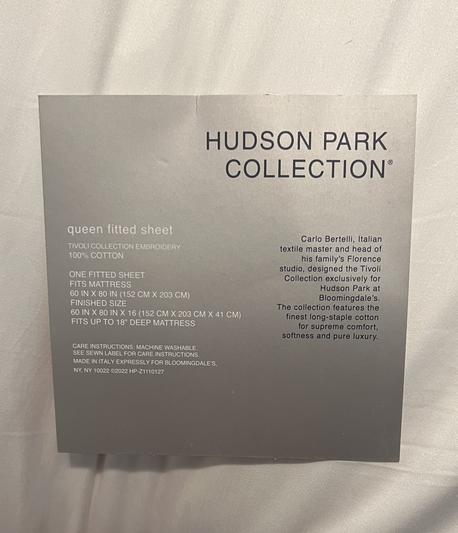 HUDSON PARK
COLLECTION®
queen fitted sheet
TIVOLI COLLECTION EMBROIDERY
100% COTTON
ONE FITTED SHEET
FITS MATTRESS
60 IN X 80 IN (152 CM X 203 CM)
FINISHED SIZE
60 IN X 80 IN X 16 (152 CM X 203 CM X 41 CM)
FITS UP TO 18" DEEP MATTRESS
CARE INSTRUCTIONS: MACHINE WASHABLE,
SEE SEWN LABEL FOR CARE INSTRUCTIONS.
MADE IN ITALY EXPRESSLY FOR BLOOMINGDALE'S,
NY, NY 10022 ©2022 HP-Z1110127
Carlo Bertelli, Italian
textile master and head of
his family's Florence
studio, designed the Tivoli
Collection exclusively for
Hudson Park at
Bloomingdale's.
The collection features the
finest long-staple cotton
for supreme comfort,
softness and pure luxury.